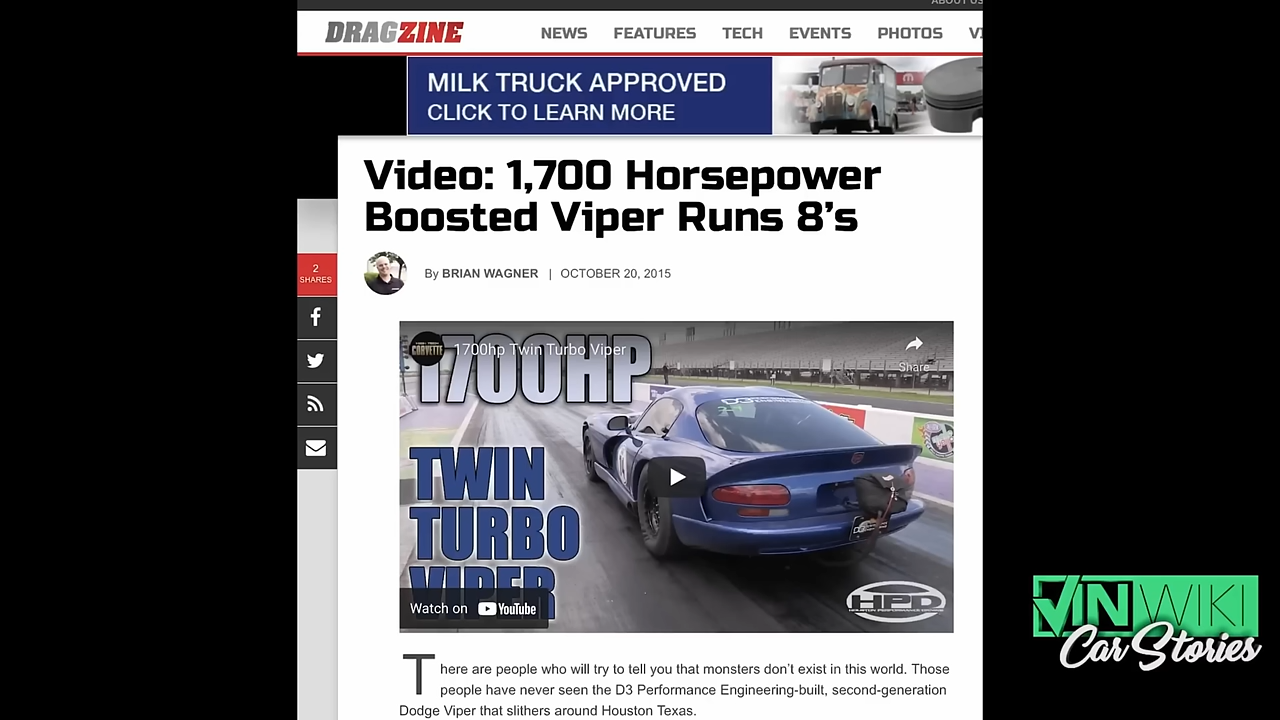 ABOUT US
DRAGZINE
NEWS FEATURES TECH EVENTS PHOTOS
MILK TRUCK APPROVED
CLICK TO LEARN MORE
Video: 1,700 Horsepower
Boosted Viper Runs 8's
By BRIAN WAGNER | OCTOBER 20, 2015
2
SHARES
CORVETTE
1700hp Twin Turbo Viper
Share
1700HP
TWIN
TURBO
VIPER
Watch on YouTube
HPD
There are people who will try to tell you that monsters don't exist in this world. Those
people have never seen the D3 Performance Engineering-built, second-generation
Dodge Viper that slithers around Houston Texas.
VINWIKI
Car Stories